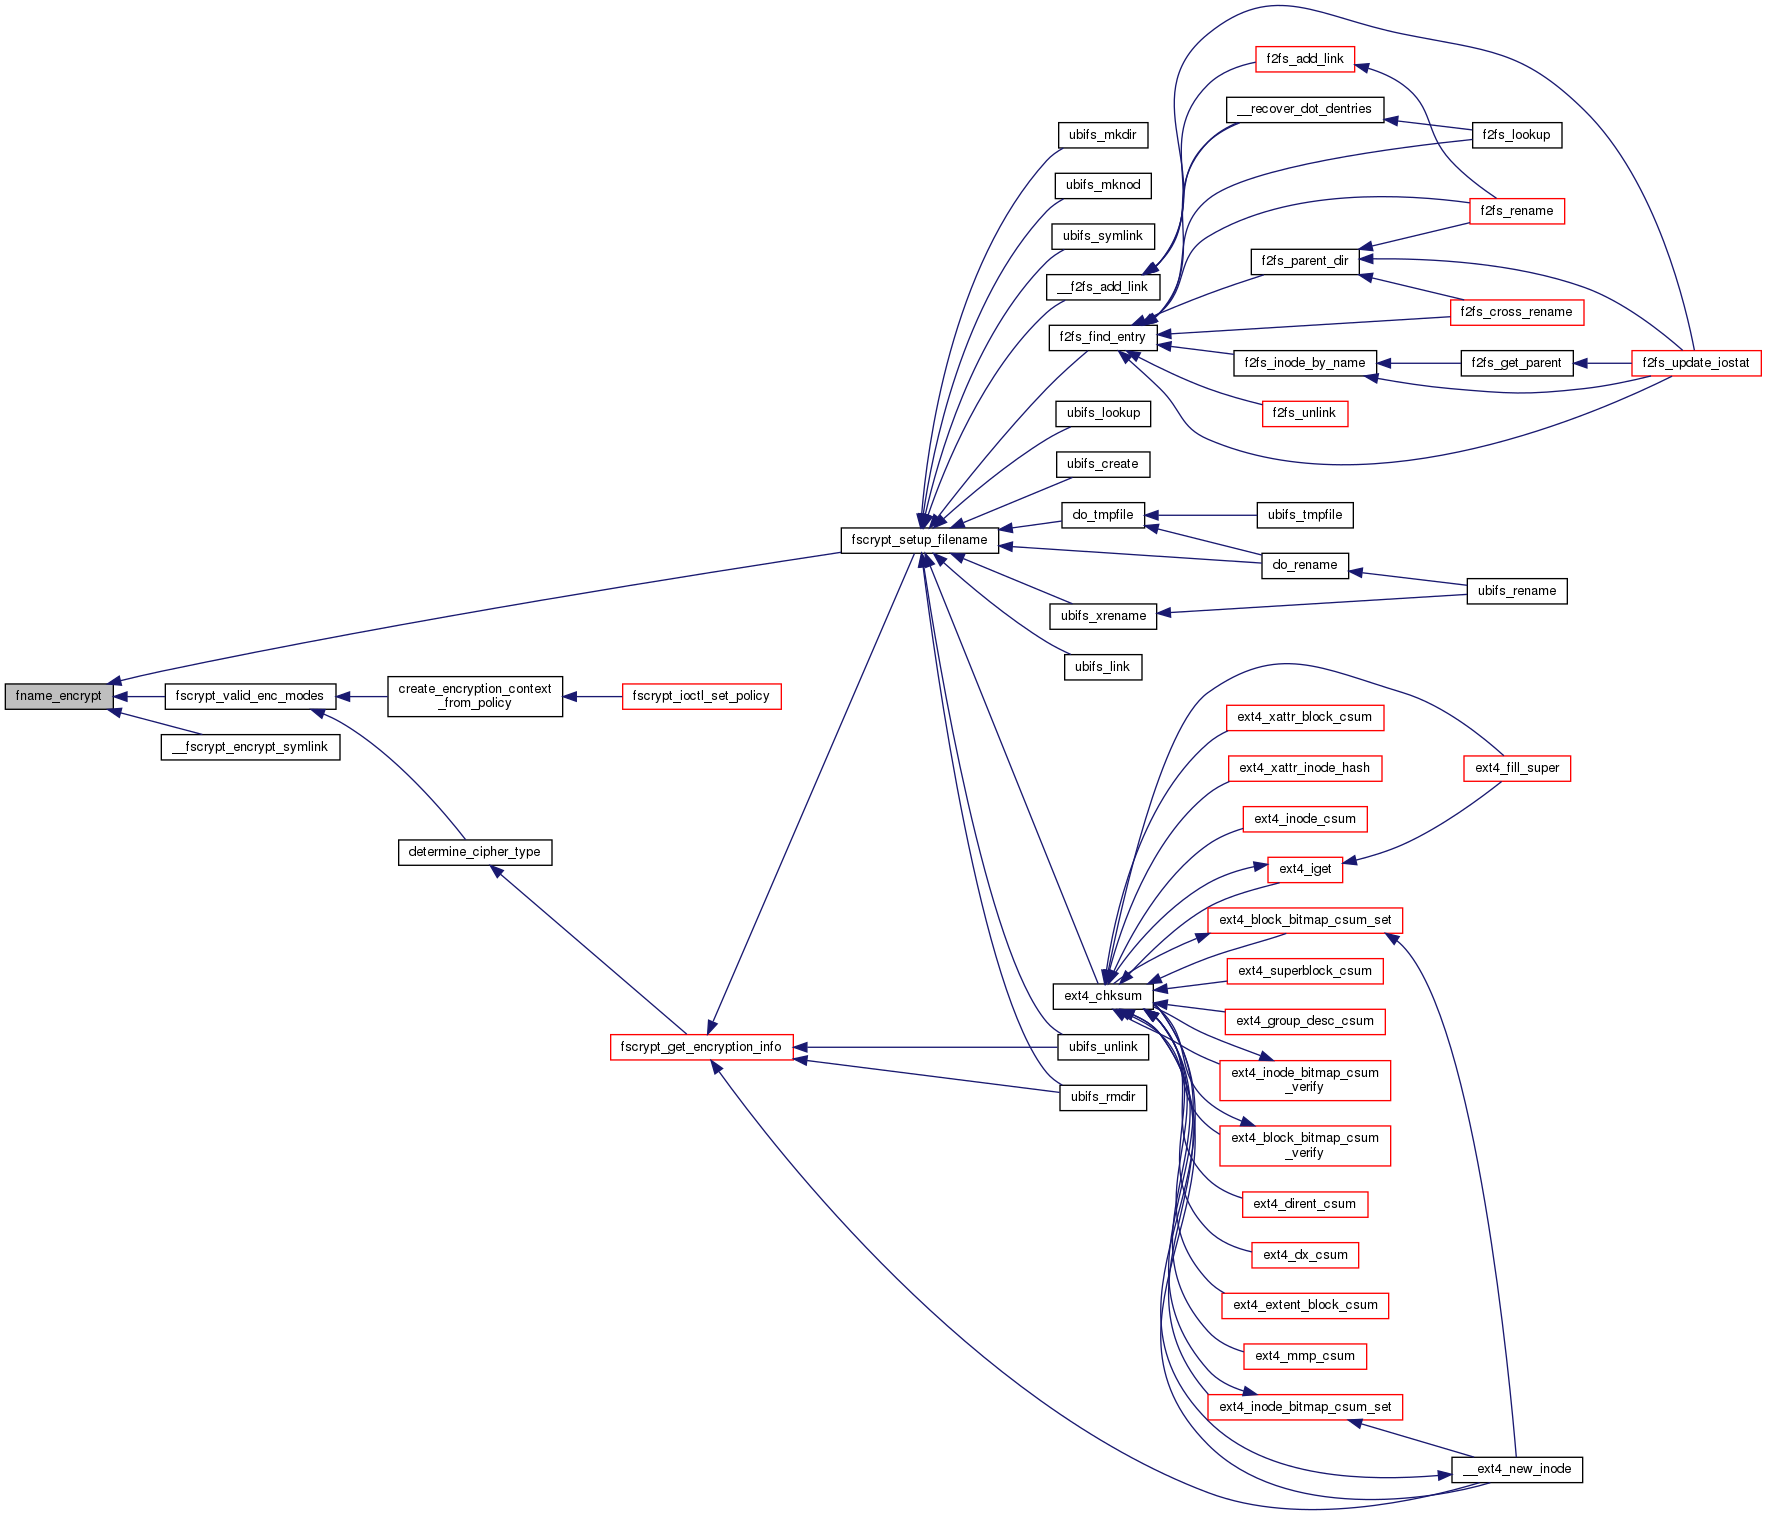 f2fs_add_link
__recover_dot_dentries
ubifs_mkdir
f2fs_lookup
ubifs_mknod
f2fs_rename
ubifs_symlink
f2fs_parent_dir
__f2fs_add_link
f2fs_cross_rename
f2fs_find_entry
f2fs_inode_by_name
f2fs_get_parent
f2fs_update_iostat
ubifs_lookup
f2fs_unlink
ubifs_create
do_tmpfile
ubifs_tmpfile
fscrypt_setup_filename
do_rename
ubifs_rename
ubifs_xrename
ubifs_link
fname_encrypt
fscrypt_valid_enc_modes
create_encryption_context
_from_policy
fscrypt_ioctl_set_policy
ext4_xattr_block_csum
__fscrypt_encrypt_symlink
ext4_xattr_inode_hash
ext4_fill_super
ext4_inode_csum
determine_cipher_type
ext4_iget
ext4_block_bitmap_csum_set
ext4_superblock_csum
ext4_chksum
ext4_group_desc_csum
fscrypt_get_encryption_info
ubifs_unlink
ext4_inode_bitmap_csum
_verify
ubifs_rmdir
ext4_block_bitmap_csum
_verify
ext4_dirent_csum
ext4_dx_csum
ext4_extent_block_csum
ext4_mmp_csum
ext4_inode_bitmap_csum_set
__ext4_new_inode